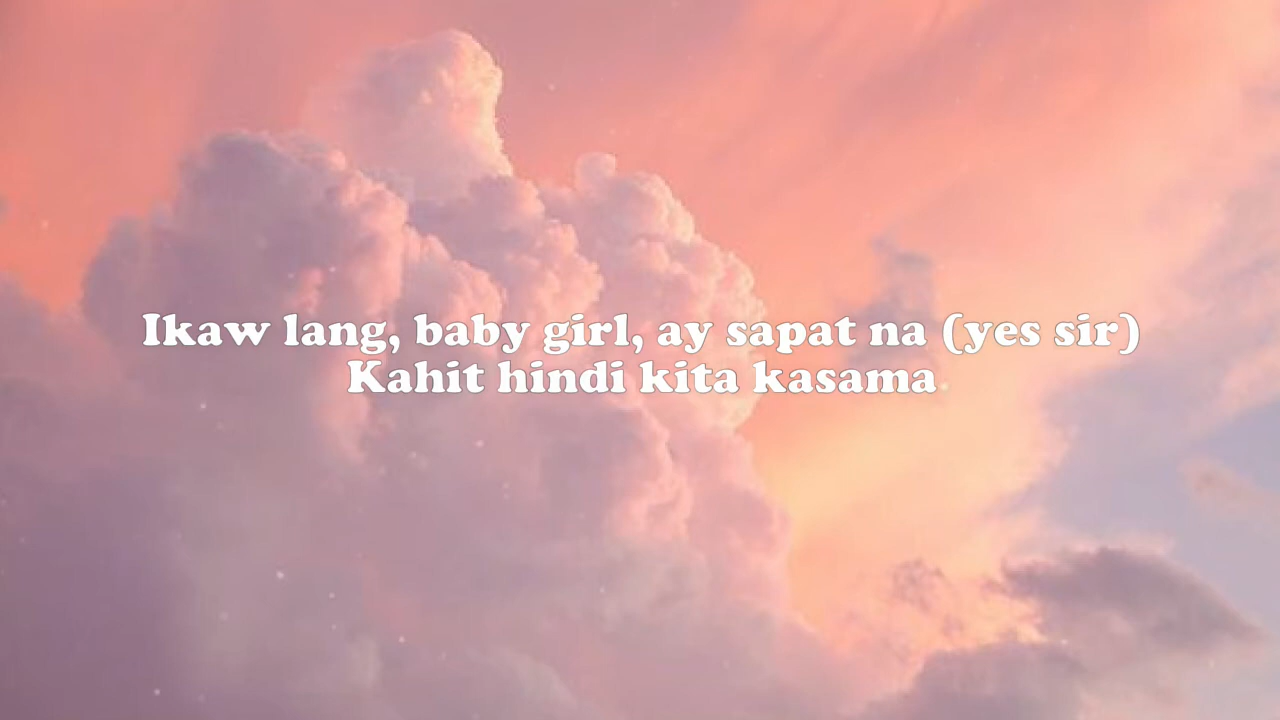 Ikaw lang, baby girl, ay sapat na (yes sir)
Kahit hindi kita kasama